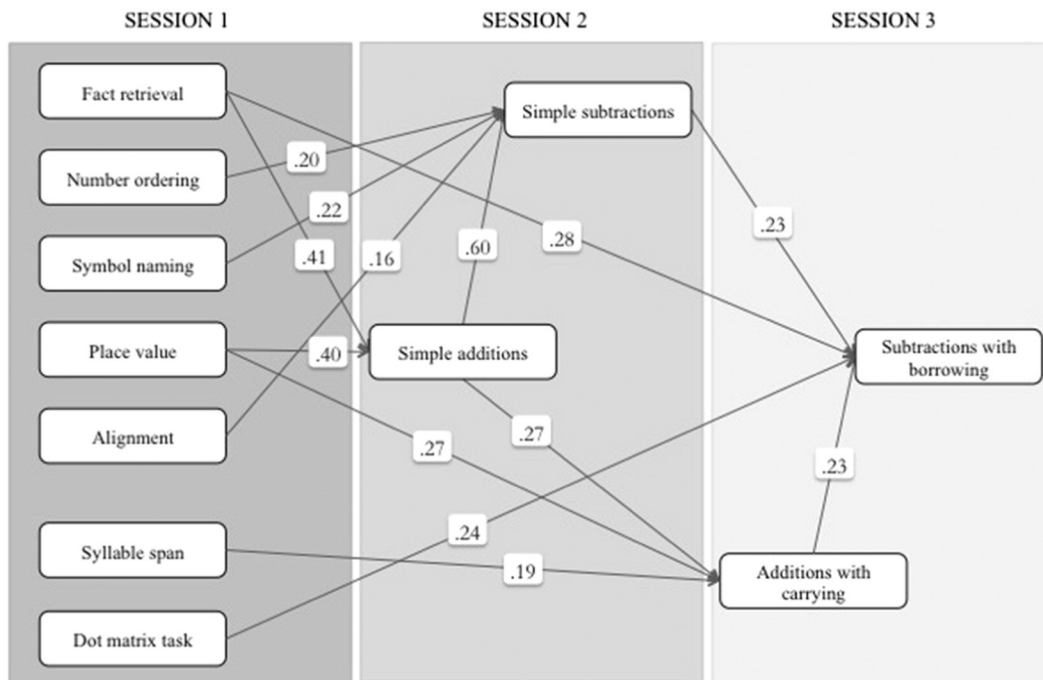 SESSION 1
SESSION 2
SESSION 3
Fact retrieval
Simple subtractions
Number ordering
.20
.22
Symbol naming
.41
.16
.60
.28
.23
Place value
.40
Simple additions
Subtractions with
borrowing
Alignment
.27
.27
.23
.24
Syllable span
.19
Additions with
carrying
Dot matrix task